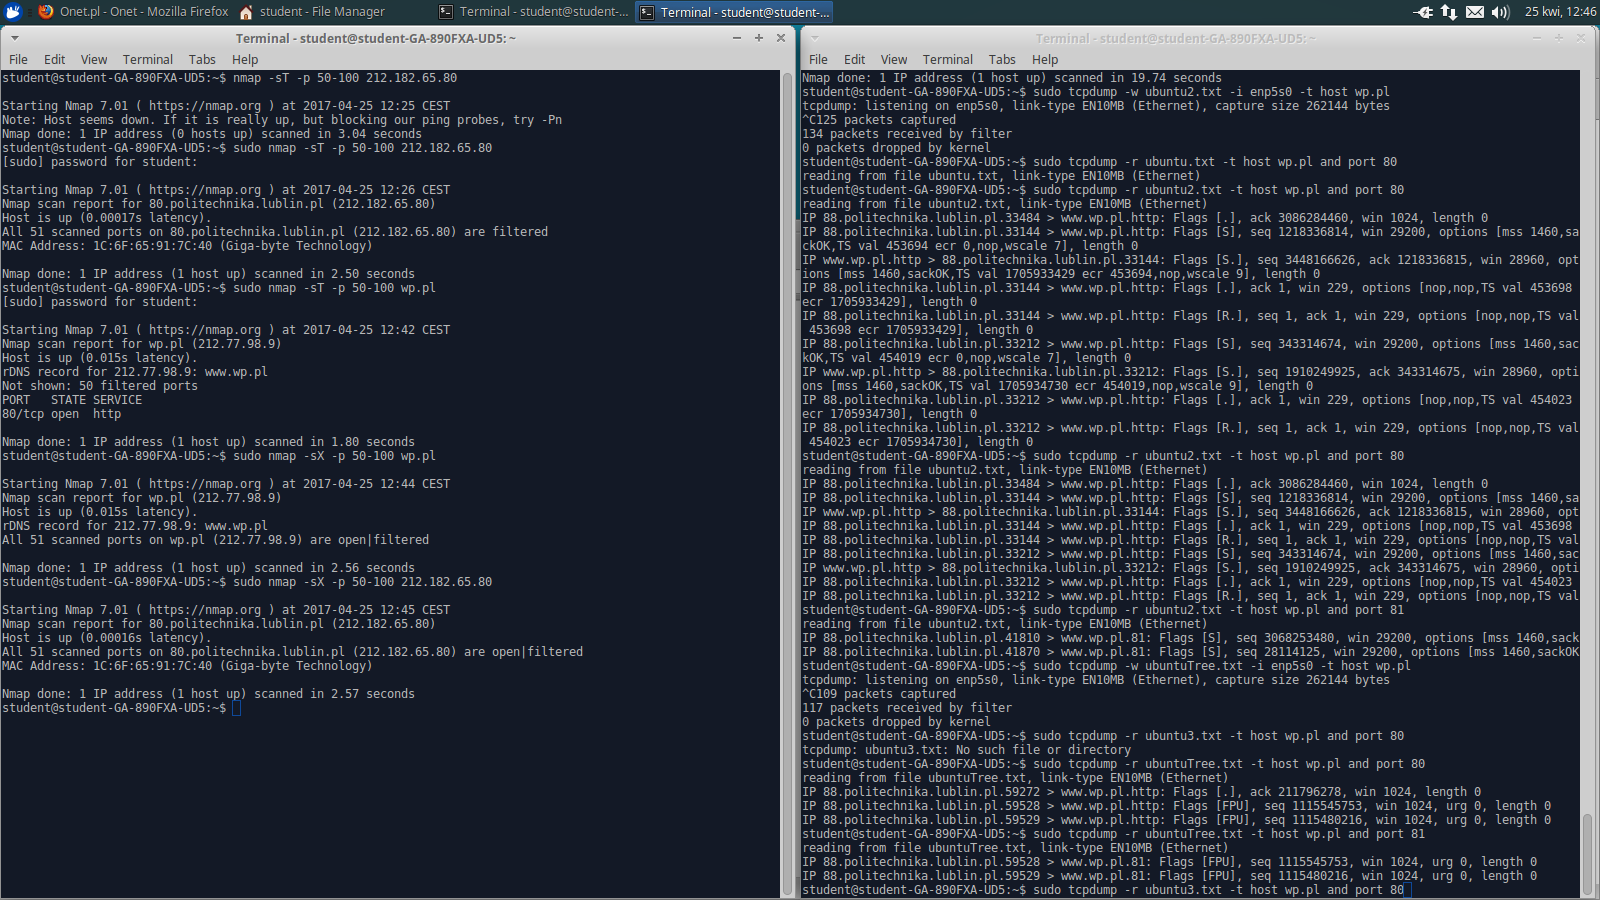 Onet.pl - Onet - Mozilla Firefox
student - File Manager
Terminal - student@student-...
Terminal - student@student-...
25 kwi, 12:46
Terminal - student@student-GA-890FXA-UD5: ~
File Edit View Terminal Tabs Help
student@student-GA-890FXA-UD5:~$ nmap -sT -p 50-100 212.182.65.80
Starting Nmap 7.01 ( https://nmap.org ) at 2017-04-25 12:25 CEST
Note: Host seems down. If it is really up, but blocking our ping probes, try -Pn
Nmap done: 1 IP address (0 hosts up) scanned in 3.04 seconds
student@student-GA-890FXA-UD5:~$ sudo nmap -sT -p 50-100 212.182.65.80
[sudo] password for student:
Starting Nmap 7.01 ( https://nmap.org ) at 2017-04-25 12:26 CEST
Nmap scan report for 80.politechnika.lublin.pl (212.182.65.80)
Host is up (0.00017s latency).
All 51 scanned ports on 80.politechnika.lublin.pl (212.182.65.80) are filtered
MAC Address: 1C:6F:65:91:7C:40 (Giga-byte Technology)
Nmap done: 1 IP address (1 host up) scanned in 2.50 seconds
student@student-GA-890FXA-UD5:~$ sudo nmap -sT -p 50-100 wp.pl
[sudo] password for student:
Starting Nmap 7.01 ( https://nmap.org ) at 2017-04-25 12:42 CEST
Nmap scan report for wp.pl (212.77.98.9)
Host is up (0.015s latency).
rDNS record for 212.77.98.9: www.wp.pl
Not shown: 50 filtered ports
PORT   STATE SERVICE
80/tcp open  http
Nmap done: 1 IP address (1 host up) scanned in 1.80 seconds
student@student-GA-890FXA-UD5:~$ sudo nmap -sX -p 50-100 wp.pl
Starting Nmap 7.01 ( https://nmap.org ) at 2017-04-25 12:44 CEST
Nmap scan report for wp.pl (212.77.98.9)
Host is up (0.015s latency).
rDNS record for 212.77.98.9: www.wp.pl
All 51 scanned ports on wp.pl (212.77.98.9) are open|filtered
Nmap done: 1 IP address (1 host up) scanned in 2.56 seconds
student@student-GA-890FXA-UD5:~$ sudo nmap -sX -p 50-100 212.182.65.80
Starting Nmap 7.01 ( https://nmap.org ) at 2017-04-25 12:45 CEST
Nmap scan report for 80.politechnika.lublin.pl (212.182.65.80)
Host is up (0.00016s latency).
All 51 scanned ports on 80.politechnika.lublin.pl (212.182.65.80) are open|filtered
MAC Address: 1C:6F:65:91:7C:40 (Giga-byte Technology)
Nmap done: 1 IP address (1 host up) scanned in 2.57 seconds
student@student-GA-890FXA-UD5:~$
Terminal - student@student-GA-890FXA-UD5: ~
File Edit View Terminal Tabs Help
Nmap done: 1 IP address (1 host up) scanned in 19.74 seconds
student@student-GA-890FXA-UD5:~$ sudo tcpdump -w ubuntu2.txt -i enp5s0 -t host wp.pl
tcpdump: listening on enp5s0, link-type EN10MB (Ethernet), capture size 262144 bytes
^C125 packets captured
134 packets received by filter
0 packets dropped by kernel
student@student-GA-890FXA-UD5:~$ sudo tcpdump -r ubuntu.txt -t host wp.pl and port 80
reading from file ubuntu.txt, link-type EN10MB (Ethernet)
student@student-GA-890FXA-UD5:~$ sudo tcpdump -r ubuntu2.txt -t host wp.pl and port 80
reading from file ubuntu2.txt, link-type EN10MB (Ethernet)
IP 88.politechnika.lublin.pl.33484 > www.wp.pl.http: Flags [.], ack 3086284460, win 1024, length 0
IP 88.politechnika.lublin.pl.33144 > www.wp.pl.http: Flags [S], seq 1218336814, win 29200, options [mss 1460,sa
ckOK,TS val 453694 ecr 0,nop,wscale 7], length 0
IP www.wp.pl.http > 88.politechnika.lublin.pl.33144: Flags [S.], seq 3448166626, ack 1218336815, win 28960, opt
ions [mss 1460,sackOK,TS val 1705933429 ecr 453694,nop,wscale 9], length 0
IP 88.politechnika.lublin.pl.33144 > www.wp.pl.http: Flags [.], ack 1, win 229, options [nop,nop,TS val 453698
ecr 1705933429], length 0
IP 88.politechnika.lublin.pl.33144 > www.wp.pl.http: Flags [R.], seq 1, ack 1, win 229, options [nop,nop,TS val
453698 ecr 1705933429], length 0
IP 88.politechnika.lublin.pl.33212 > www.wp.pl.http: Flags [S], seq 343314674, win 29200, options [mss 1460,sac
kOK,TS val 454019 ecr 0,nop,wscale 7], length 0
IP www.wp.pl.http > 88.politechnika.lublin.pl.33212: Flags [S.], seq 1910249925, ack 343314675, win 28960, opti
ons [mss 1460,sackOK,TS val 1705934730 ecr 454019,nop,wscale 9], length 0
IP 88.politechnika.lublin.pl.33212 > www.wp.pl.http: Flags [.], ack 1, win 229, options [nop,nop,TS val 454023
ecr 1705934730], length 0
IP 88.politechnika.lublin.pl.33212 > www.wp.pl.http: Flags [R.], seq 1, ack 1, win 229, options [nop,nop,TS val
454023 ecr 1705934730], length 0
student@student-GA-890FXA-UD5:~$ sudo tcpdump -r ubuntu2.txt -t host wp.pl and port 80
reading from file ubuntu2.txt, link-type EN10MB (Ethernet)
IP 88.politechnika.lublin.pl.33484 > www.wp.pl.http: Flags [.], ack 3086284460, win 1024, length 0
IP 88.politechnika.lublin.pl.33144 > www.wp.pl.http: Flags [S], seq 1218336814, win 29200, options [mss 1460,sa
IP www.wp.pl.http > 88.politechnika.lublin.pl.33144: Flags [S.], seq 3448166626, ack 1218336815, win 28960, opt
IP 88.politechnika.lublin.pl.33144 > www.wp.pl.http: Flags [.], ack 1, win 229, options [nop,nop,TS val 453698
IP 88.politechnika.lublin.pl.33144 > www.wp.pl.http: Flags [R.], seq 1, ack 1, win 229, options [nop,nop,TS val
IP 88.politechnika.lublin.pl.33212 > www.wp.pl.http: Flags [S], seq 343314674, win 29200, options [mss 1460,sac
IP www.wp.pl.http > 88.politechnika.lublin.pl.33212: Flags [S.], seq 1910249925, ack 343314675, win 28960, opti
IP 88.politechnika.lublin.pl.33212 > www.wp.pl.http: Flags [.], ack 1, win 229, options [nop,nop,TS val 454023
IP 88.politechnika.lublin.pl.33212 > www.wp.pl.http: Flags [R.], seq 1, ack 1, win 229, options [nop,nop,TS val
student@student-GA-890FXA-UD5:~$ sudo tcpdump -r ubuntu2.txt -t host wp.pl and port 81
reading from file ubuntu2.txt, link-type EN10MB (Ethernet)
IP 88.politechnika.lublin.pl.41810 > www.wp.pl.81: Flags [S], seq 3068253480, win 29200, options [mss 1460,sack
IP 88.politechnika.lublin.pl.41870 > www.wp.pl.81: Flags [S], seq 28114125, win 29200, options [mss 1460,sackOK
student@student-GA-890FXA-UD5:~$ sudo tcpdump -w ubuntuTree.txt -i enp5s0 -t host wp.pl
tcpdump: listening on enp5s0, link-type EN10MB (Ethernet), capture size 262144 bytes
^C109 packets captured
117 packets received by filter
0 packets dropped by kernel
student@student-GA-890FXA-UD5:~$ sudo tcpdump -r ubuntu3.txt -t host wp.pl and port 80
tcpdump: ubuntu3.txt: No such file or directory
student@student-GA-890FXA-UD5:~$ sudo tcpdump -r ubuntuTree.txt -t host wp.pl and port 80
reading from file ubuntuTree.txt, link-type EN10MB (Ethernet)
IP 88.politechnika.lublin.pl.59272 > www.wp.pl.http: Flags [.], ack 211796278, win 1024, length 0
IP 88.politechnika.lublin.pl.59528 > www.wp.pl.http: Flags [FPU], seq 1115545753, win 1024, urg 0, length 0
IP 88.politechnika.lublin.pl.59529 > www.wp.pl.http: Flags [FPU], seq 1115480216, win 1024, urg 0, length 0
student@student-GA-890FXA-UD5:~$ sudo tcpdump -r ubuntuTree.txt -t host wp.pl and port 81
reading from file ubuntuTree.txt, link-type EN10MB (Ethernet)
IP 88.politechnika.lublin.pl.59528 > www.wp.pl.81: Flags [FPU], seq 1115545753, win 1024, urg 0, length 0
IP 88.politechnika.lublin.pl.59529 > www.wp.pl.81: Flags [FPU], seq 1115480216, win 1024, urg 0, length 0
student@student-GA-890FXA-UD5:~$ sudo tcpdump -r ubuntu3.txt -t host wp.pl and port 80